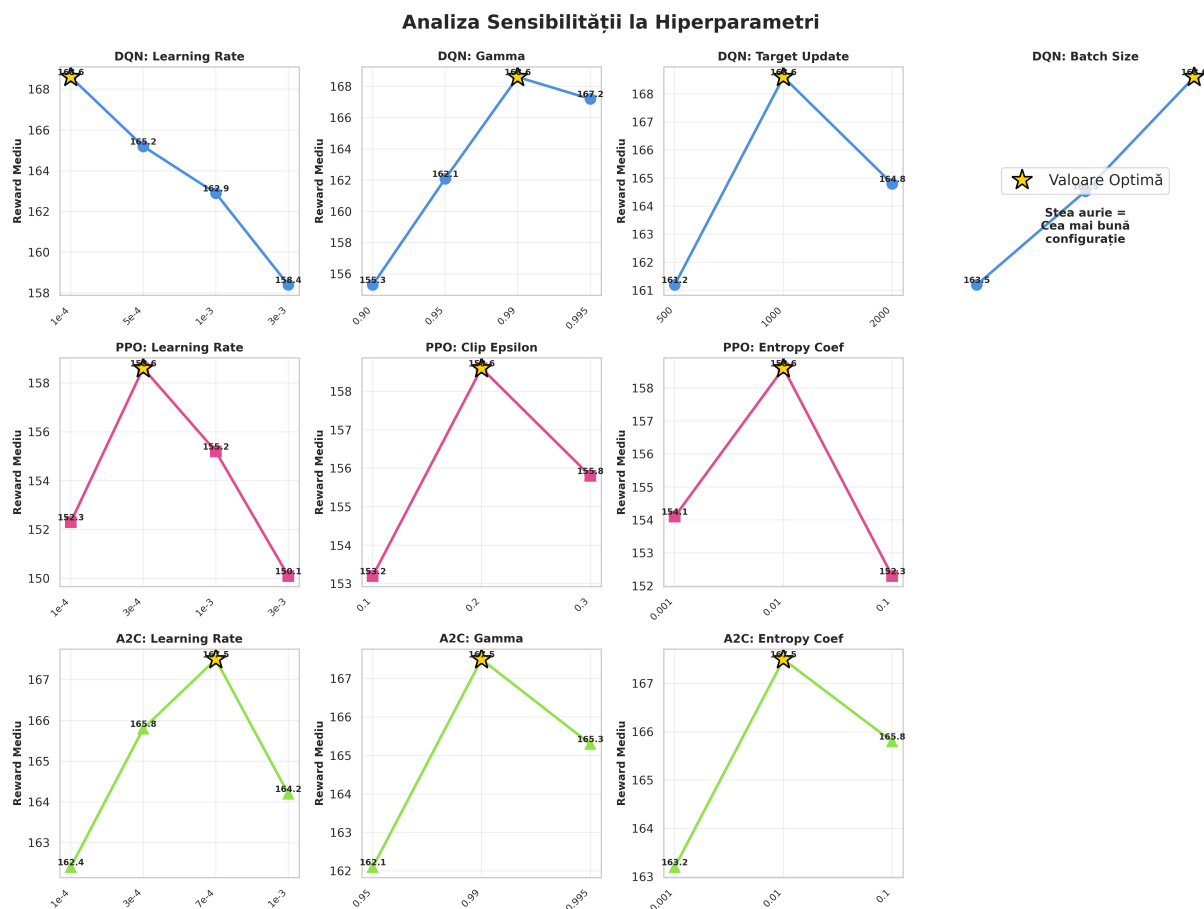 Analiza Sensibilității la Hiperparametri
DQN: Learning Rate
Reward Mediu
168
166
164
162
160
158
165.2
162.9
158.4
1e-4
5e-4
1e-3
3e-3
DQN: Gamma
Reward Mediu
168
166
164
162
160
158
156
155.3
162.1
167.2
0.90
0.95
0.99
0.995
DQN: Target Update
Reward Mediu
168
167
166
165
164
163
162
161
161.2
164.8
500
1000
2000
DQN: Batch Size
163.5
Valoare Optimă
Stea aurie =
Cea mai bună
configurație
PPO: Learning Rate
Reward Mediu
158
156
154
152
150
152.3
155.2
150.1
1e-4
3e-4
1e-3
3e-3
PPO: Clip Epsilon
Reward Mediu
158
157
156
155
154
153
153.2
155.8
0.1
0.2
0.3
PPO: Entropy Coef
Reward Mediu
158
157
156
155
154
153
152
154.1
152.3
0.001
0.01
0.1
A2C: Learning Rate
Reward Mediu
167
166
165
164
163
162.4
165.8
164.2
1e-4
3e-4
7e-4
1e-3
A2C: Gamma
Reward Mediu
167
166
165
164
163
162
162.1
165.3
0.95
0.99
0.995
A2C: Entropy Coef
Reward Mediu
167
166
165
164
163
163.2
165.8
0.001
0.01
0.1